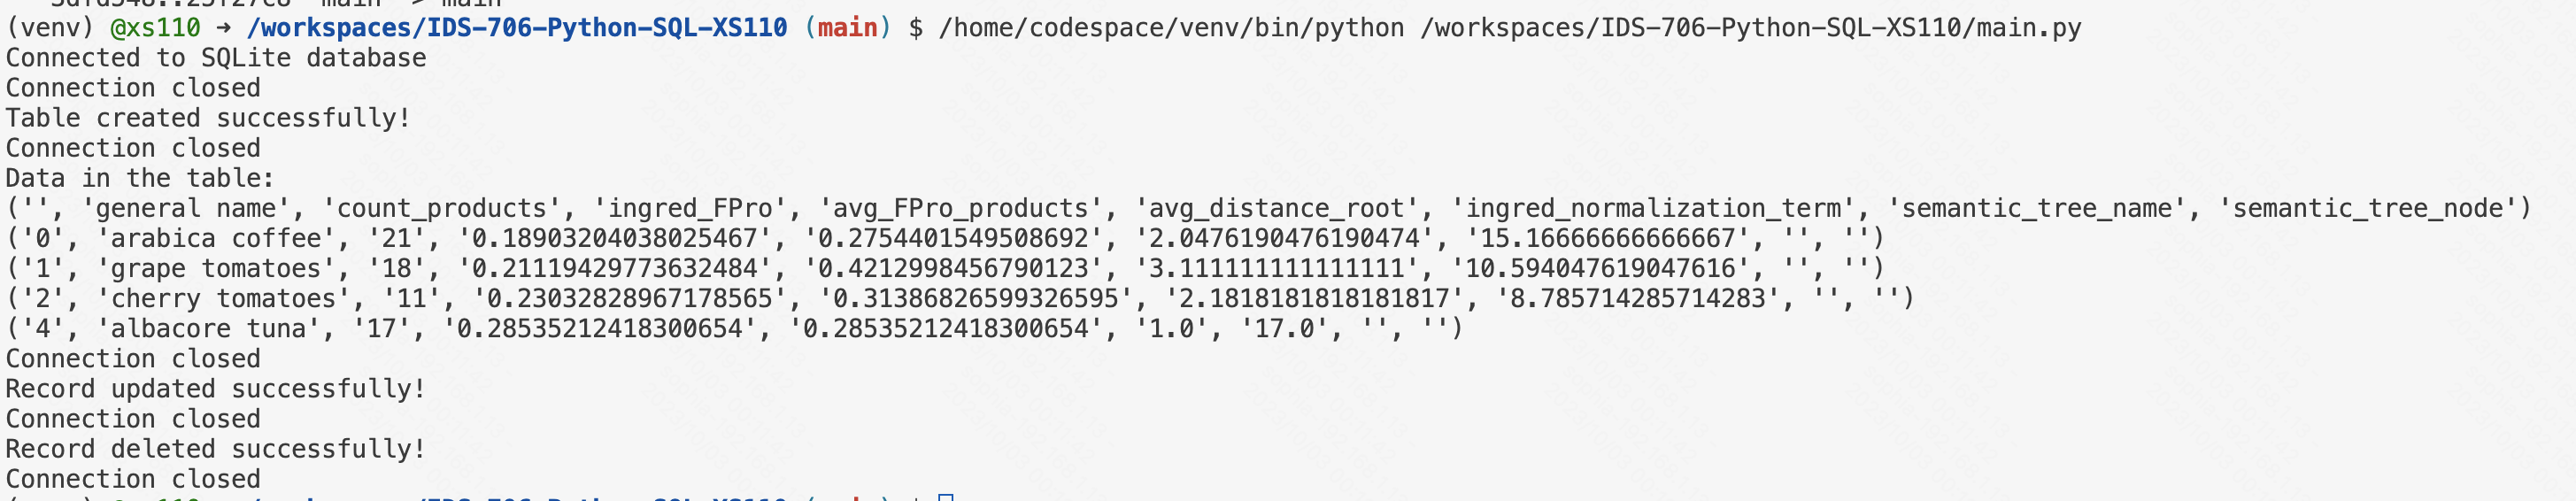 (venv) @xs110 → /workspaces/IDS-706-Python-SQL-XS110 (main) $ /home/codespace/venv/bin/python /workspaces/IDS-706-Python-SQL-XS110/main.py
Connected to SQLite database
Connection closed
Table created successfully!
Connection closed
Data in the table:
('', 'general name', 'count_products', 'ingred_FPro', 'avg_FPro_products', 'avg_distance_root', 'ingred_normalization_term', 'semantic_tree_name', 'semantic_tree_node')
('0', 'arabica coffee', '21', '0.18903204038025467', '0.2754401549508692', '2.0476190476190474', '15.16666666666667', '', '')
('1', 'grape tomatoes', '18', '0.21119429773632484', '0.4212998456790123', '3.111111111111111', '10.594047619047616', '', '')
('2', 'cherry tomatoes', '11', '0.23032828967178565', '0.31386826599326595', '2.1818181818181817', '8.785714285714283', '', '')
('4', 'albacore tuna', '17', '0.28535212418300654', '0.28535212418300654', '1.0', '17.0', '', '')
Connection closed
Record updated successfully!
Connection closed
Record deleted successfully!
Connection closed